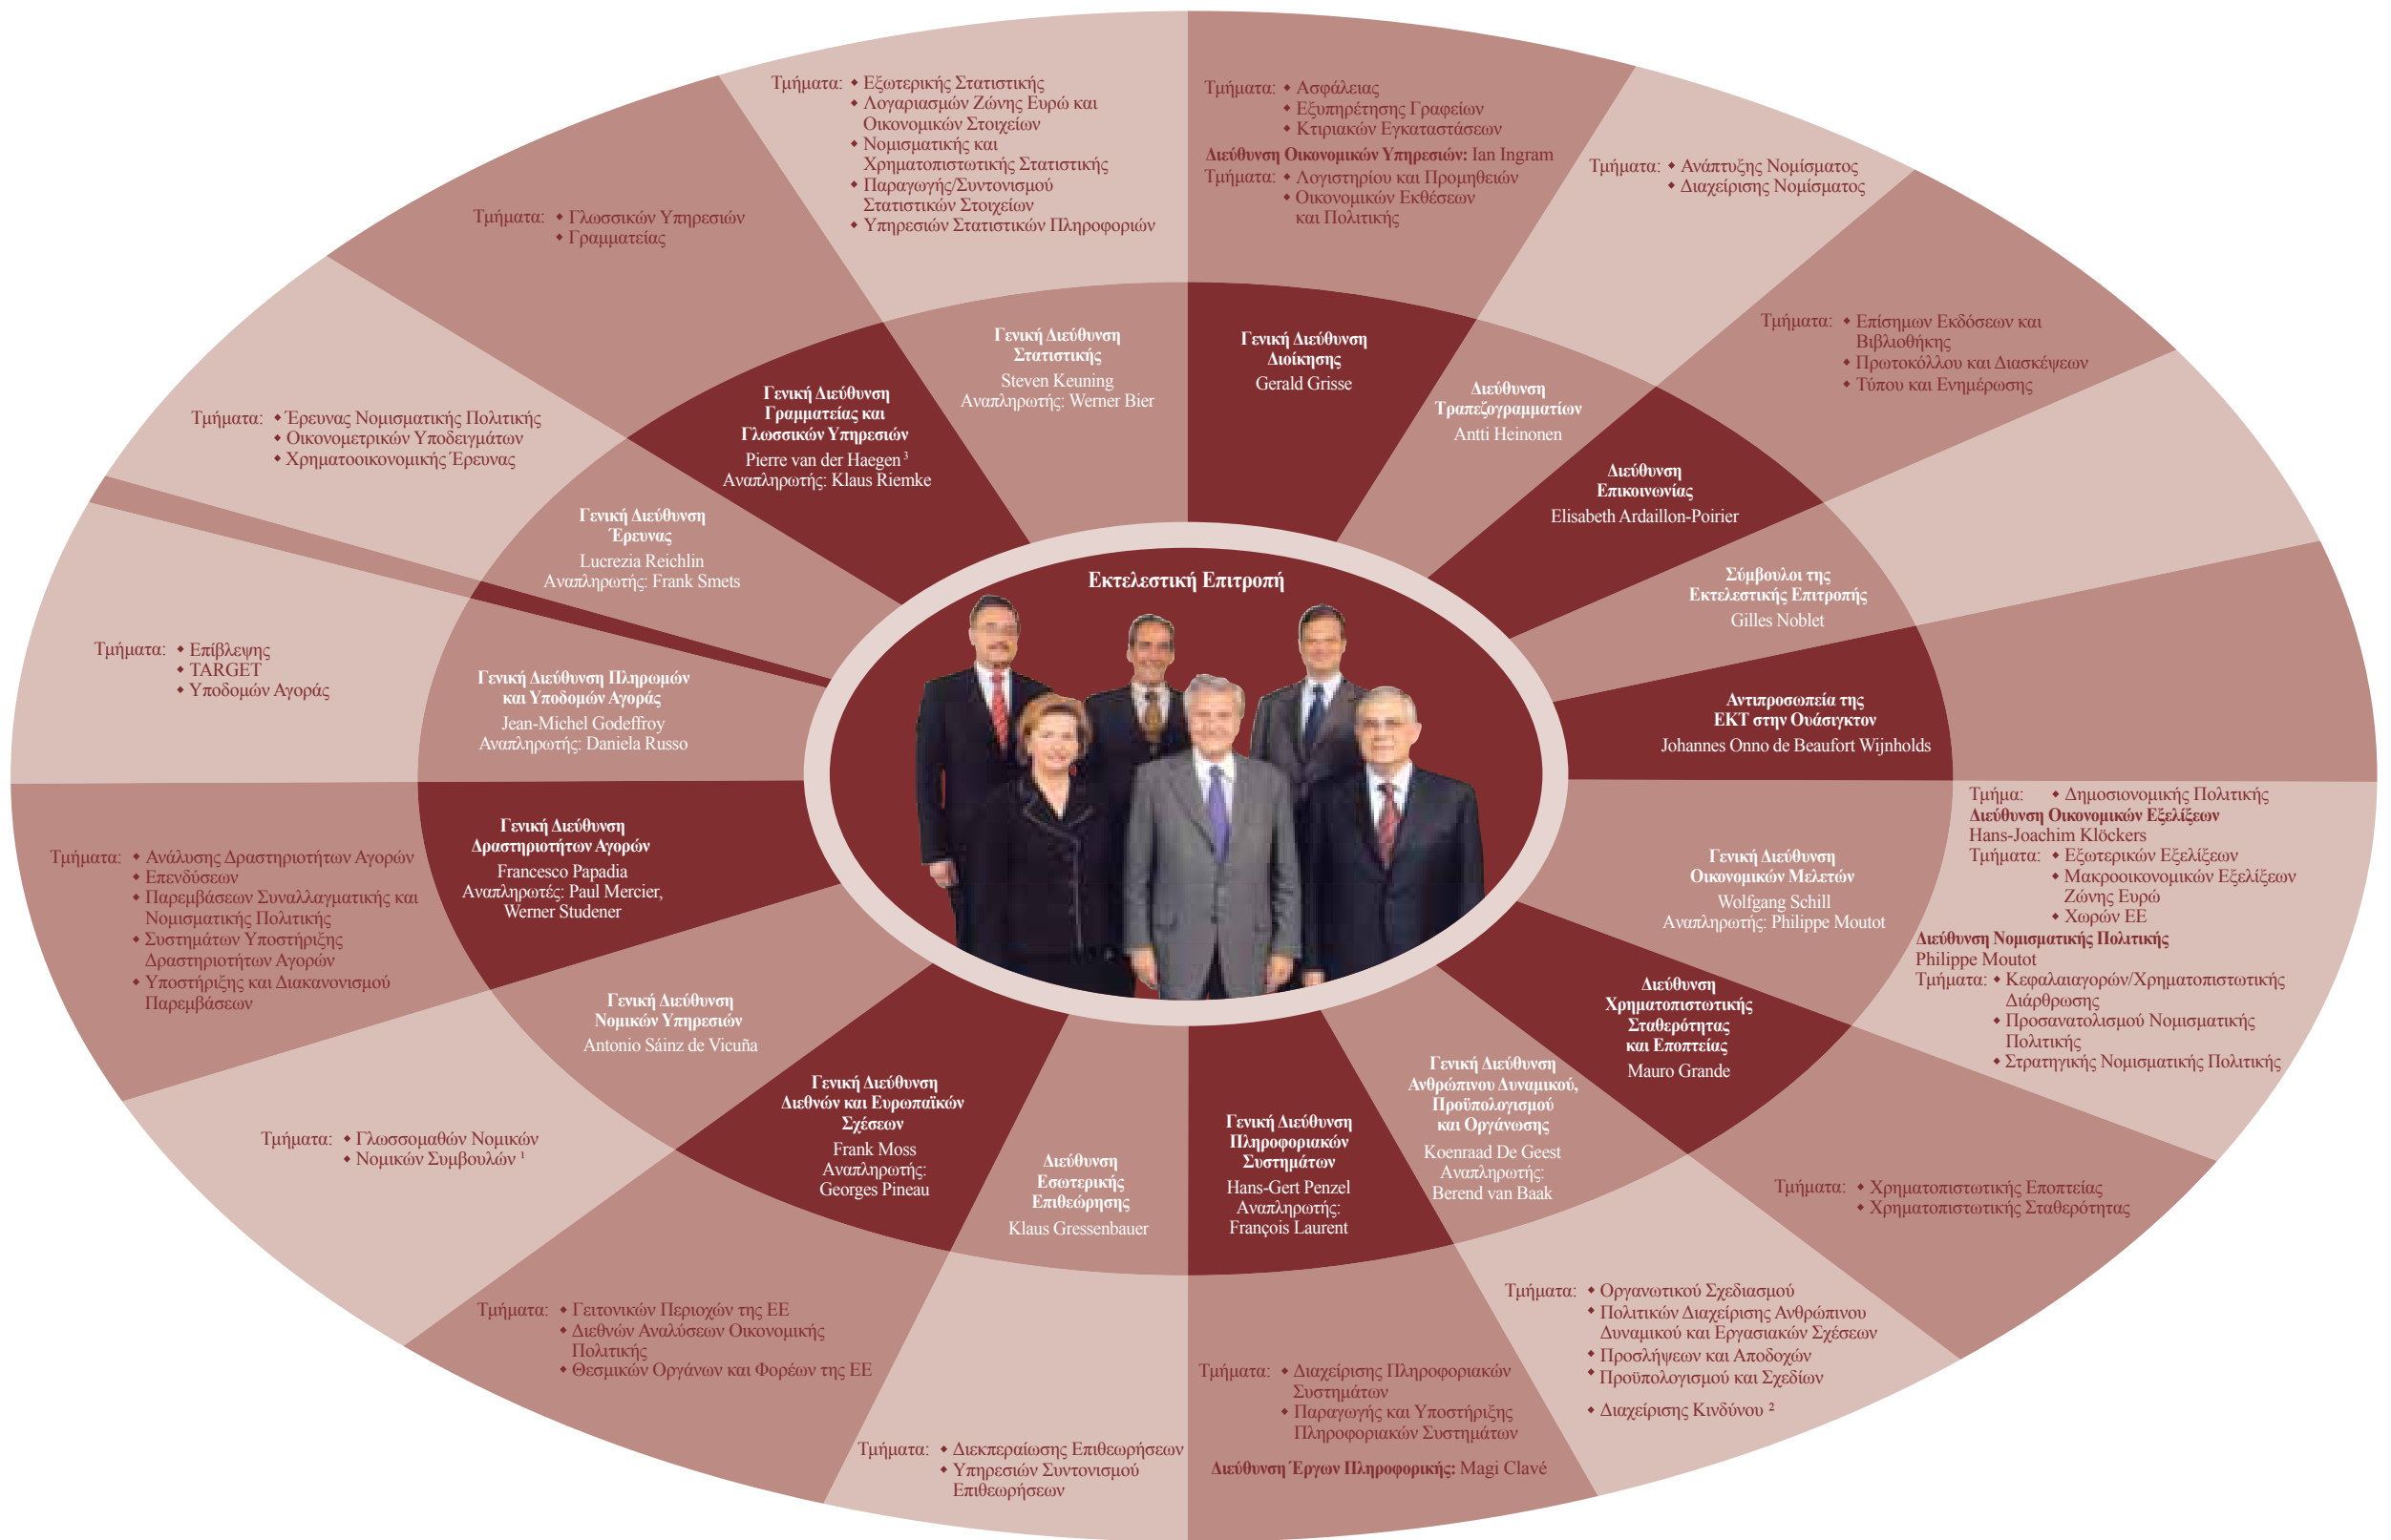 Εκτελεστική Επιτροπή
Τμήματα: ◆ Ασφάλειας
◆ Εξυπηρέτησης Γραφείων
◆ Κτιριακών Εγκαταστάσεων
Διεύθυνση Οικονομικών Υπηρεσιών: Ian Ingram
Τμήματα: ◆ Λογιστηρίου και Προμηθειών
◆ Οικονομικών Εκθέσεων
και Πολιτικής
Γενική Διεύθυνση
Διοίκησης
Gerald Grisse
Τμήματα: ◆ Ανάπτυξης Νομίσματος
◆ Διαχείρισης Νομίσματος
Διεύθυνση
Τραπεζογραμματίων
Antti Heinonen
Τμήματα: ◆ Επίσημων Εκδόσεων και
Βιβλιοθήκης
◆ Πρωτοκόλλου και Διασκέψεων
◆ Τύπου και Ενημέρωσης
Διεύθυνση
Επικοινωνίας
Elisabeth Ardaillon-Poirier
Σύμβουλοι της
Εκτελεστικής Επιτροπής
Gilles Noblet
Αντιπροσωπεία της
ΕΚΤ στην Ουάσιγκτον
Johannes Onno de Beaufort Wijnholds
Τμήμα: ◆ Δημοσιονομικής Πολιτικής
Διεύθυνση Οικονομικών Εξελίξεων
Hans-Joachim Klöckers
Τμήματα: ◆ Εξωτερικών Εξελίξεων
◆ Μακροοικονομικών Εξελίξεων
Ζώνης Ευρώ
◆ Χωρών ΕΕ
Διεύθυνση Νομισματικής Πολιτικής
Philippe Moutot
Τμήματα: ◆ Κεφαλαιαγορών/Χρηματοπιστωτικής
Διάρθρωσης
◆ Προσανατολισμού Νομισματικής
Πολιτικής
◆ Στρατηγικής Νομισματικής Πολιτικής
Γενική Διεύθυνση
Οικονομικών Μελετών
Wolfgang Schill
Αναπληρωτής: Philippe Moutot
Διεύθυνση
Χρηματοπιστωτικής
Σταθερότητας
και Εποπτείας
Mauro Grande
Τμήματα: ◆ Χρηματοπιστωτικής Εποπτείας
◆ Χρηματοπιστωτικής Σταθερότητας
Γενική Διεύθυνση
Ανθρώπινου Δυναμικού,
Προϋπολογισμού
και Οργάνωσης
Koenraad De Geest
Αναπληρωτής:
Berend van Baak
Τμήματα: ◆ Οργανωτικού Σχεδιασμού
◆ Πολιτικών Διαχείρισης Ανθρώπινου
Δυναμικού και Εργασιακών Σχέσεων
◆ Προσλήψεων και Αποδοχών
◆ Προϋπολογισμού και Σχεδίων
◆ Διαχείρισης Κινδύνου ²
Γενική Διεύθυνση
Πληροφοριακών
Συστημάτων
Hans-Gert Penzel
Αναπληρωτής:
François Laurent
Τμήματα: ◆ Διαχείρισης Πληροφοριακών
Συστημάτων
◆ Παραγωγής και Υποστήριξης
Πληροφοριακών Συστημάτων
Διεύθυνση Έργων Πληροφορικής: Magi Clavé
Διεύθυνση
Εσωτερικής
Επιθεώρησης
Klaus Gressenbauer
Τμήματα: ◆ Διεκπεραίωσης Επιθεωρήσεων
◆ Υπηρεσιών Συντονισμού
Επιθεωρήσεων
Γενική Διεύθυνση
Διεθνών και Ευρωπαϊκών
Σχέσεων
Frank Moss
Αναπληρωτής:
Georges Pineau
Τμήματα: ◆ Γειτονικών Περιοχών της ΕΕ
◆ Διεθνών Αναλύσεων Οικονομικής
Πολιτικής
◆ Θεσμικών Οργάνων και Φορέων της ΕΕ
Γενική Διεύθυνση
Νομικών Υπηρεσιών
Antonio Sáinz de Vicuña
Τμήματα: ◆ Γλωσσομαθών Νομικών
◆ Νομικών Συμβουλών ¹
Γενική Διεύθυνση
Δραστηριοτήτων Αγορών
Francesco Papadia
Αναπληρωτές: Paul Mercier,
Werner Studener
Τμήματα: ◆ Ανάλυσης Δραστηριοτήτων Αγορών
◆ Επενδύσεων
◆ Παρεμβάσεων Συναλλαγματικής και
Νομισματικής Πολιτικής
◆ Συστημάτων Υποστήριξης
Δραστηριοτήτων Αγορών
◆ Υποστήριξης και Διακανονισμού
Παρεμβάσεων
Γενική Διεύθυνση Πληρωμών
και Υποδομών Αγοράς
Jean-Michel Godeffroy
Αναπληρωτής: Daniela Russo
Τμήματα: ◆ Επίβλεψης
◆ TARGET
◆ Υποδομών Αγοράς
Γενική Διεύθυνση
Έρευνας
Lucrezia Reichlin
Αναπληρωτής: Frank Smets
Τμήματα: ◆ Έρευνας Νομισματικής Πολιτικής
◆ Οικονομετρικών Υποδειγμάτων
◆ Χρηματοοικονομικής Έρευνας
Γενική Διεύθυνση
Γραμματείας και
Γλωσσικών Υπηρεσιών
Pierre van der Haegen ³
Αναπληρωτής: Klaus Riemke
Τμήματα: ◆ Γλωσσικών Υπηρεσιών
◆ Γραμματείας
Γενική Διεύθυνση
Στατιστικής
Steven Keuning
Αναπληρωτής: Werner Bier
Τμήματα: ◆ Εξωτερικής Στατιστικής
◆ Λογαριασμών Ζώνης Ευρώ και
Οικονομικών Στοιχείων
◆ Νομισματικής και
Χρηματοπιστωτικής Στατιστικής
◆ Παραγωγής/Συντονισμού
Στατιστικών Στοιχείων
◆ Υπηρεσιών Στατιστικών Πληροφοριών